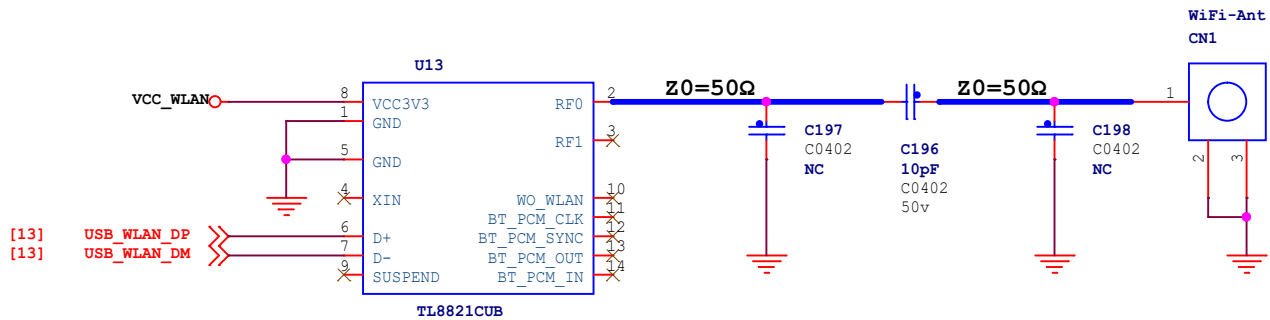 WiFi-Ant
CN1
U13
Z0=50Ω
Z0=50Ω
VCC_WLAN
8
VCC3V3
RF0
2
1
1
GND
RF1
3
C197
C0402
NC
C196
10pF
C0402
50v
C198
C0402
NC
2
3
5
GND
4
XIN
WO_WLAN
10
BT_PCM_CLK
11
[13]
USB_WLAN_DP
6
D+
BT_PCM_SYNC
12
[13]
USB_WLAN_DM
7
D-
BT_PCM_OUT
13
9
SUSPEND
BT_PCM_IN
14
TL8821CUB